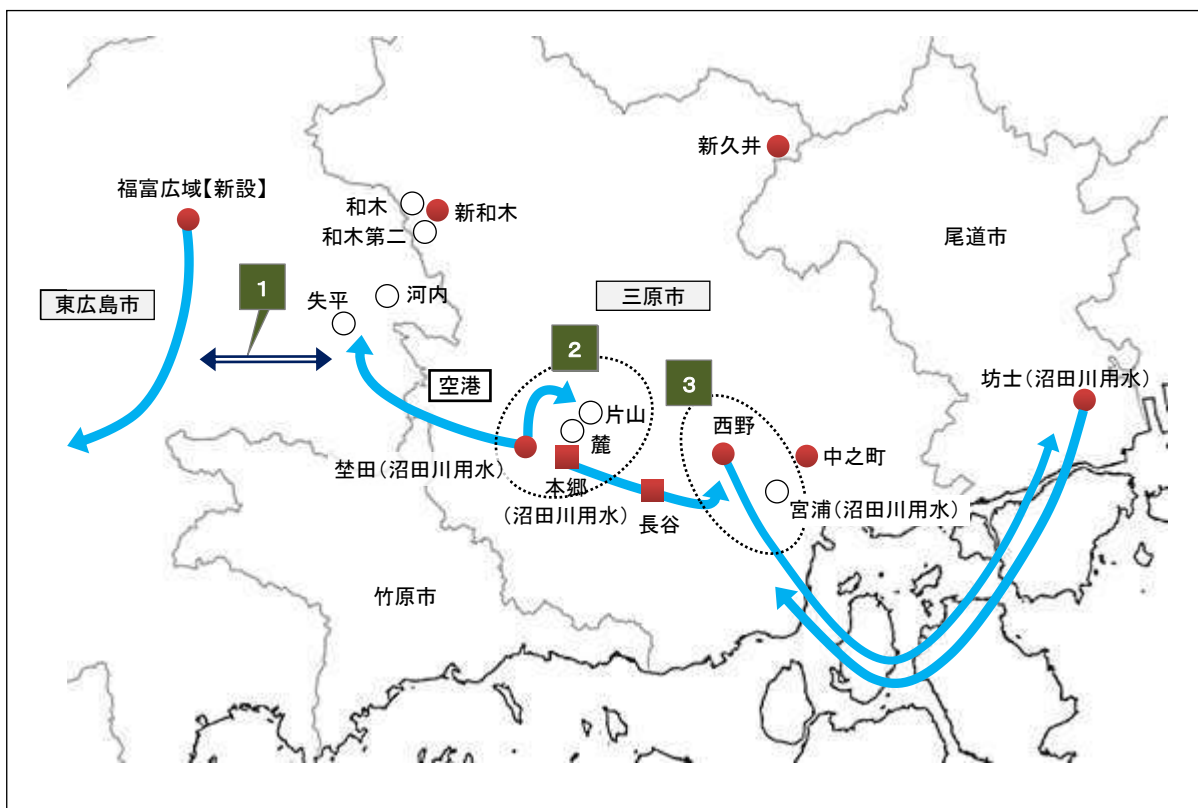 新久井
福富広域【新設】
和木
新和木
和木第二
尾道市
1
東広島市
河内
失平
三原市
2
空港
3
坊士(沼田川用水)
片山
西野
麓
埜田(沼田川用水)
中之町
本郷
(沼田川用水)
宮浦(沼田川用水)
長谷
竹原市